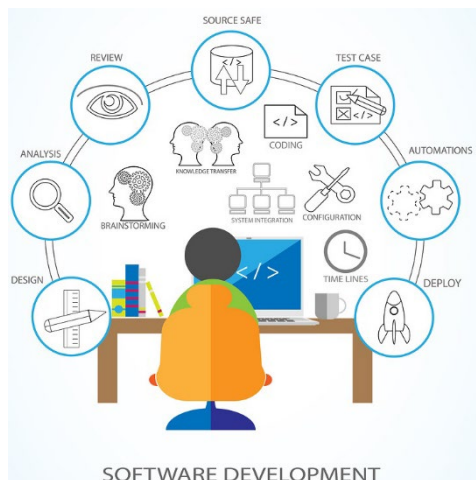 SOURCE SAFE
REVIEW
TEST CASE
</>
</>
</>
CODING
KNOWLEDGE TRANSFER
ANALYSIS
AUTOMATIONS
BRAINSTORMING
SYSTEM INTEGRATION
CONFIGURATION
DESIGN
</>
TIME LINES
DEPLOY
SOFTWARE DEVELOPMENT